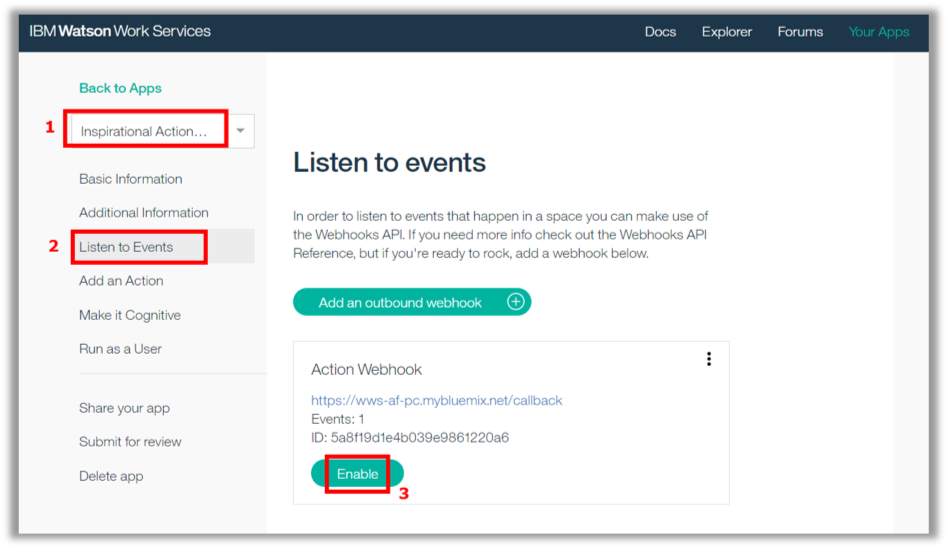 IBM Watson Work Services
Docs
Explorer
Forums
Your Apps
Back to Apps
1
Inspirational Action...
Basic Information
Additional Information
2
Listen to Events
Add an Action
Make it Cognitive
Run as a User
Share your app
Submit for review
Delete app
Listen to events
In order to listen to events that happen in a space you can make use of
the Webhooks API. If you need more info check out the Webhooks API
Reference, but if you're ready to rock, add a webhook below.
Add an outbound webhook
Action Webhook
https://wws-af-pc.mybluemix.net/callback
Events: 1
ID: 5a8f19d1e4b039e9861220a6
Enable
3